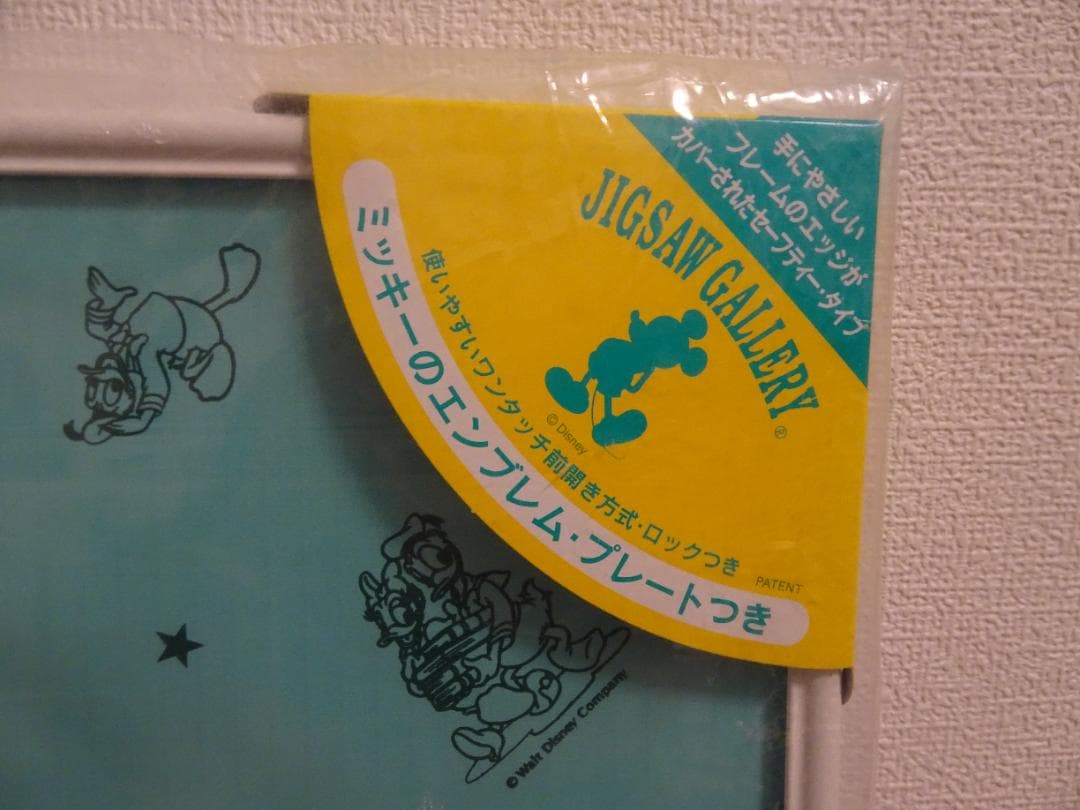 手にやさしい
フレームのエッジが
カバーされたセーフティー・タイプ
JIGSAW GALLERY®
© Disney
使いやすいワンタッチ前開き方式・ロックつき
PATENT
ミッキーのエンブレム・プレートつき
© Walt Disney Company